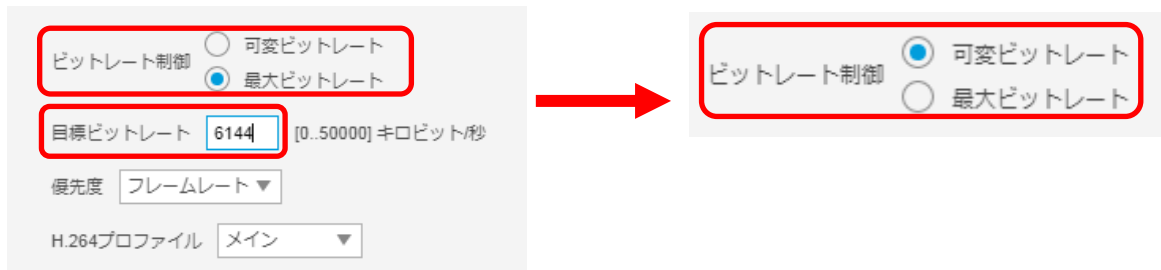 ビットレート制御
可変ビットレート
最大ビットレート
目標ビットレート 6144 [0..50000] キロビット/秒
優先度 フレームレート▼
H.264プロファイル メイン ▼
ビットレート制御
可変ビットレート
最大ビットレート